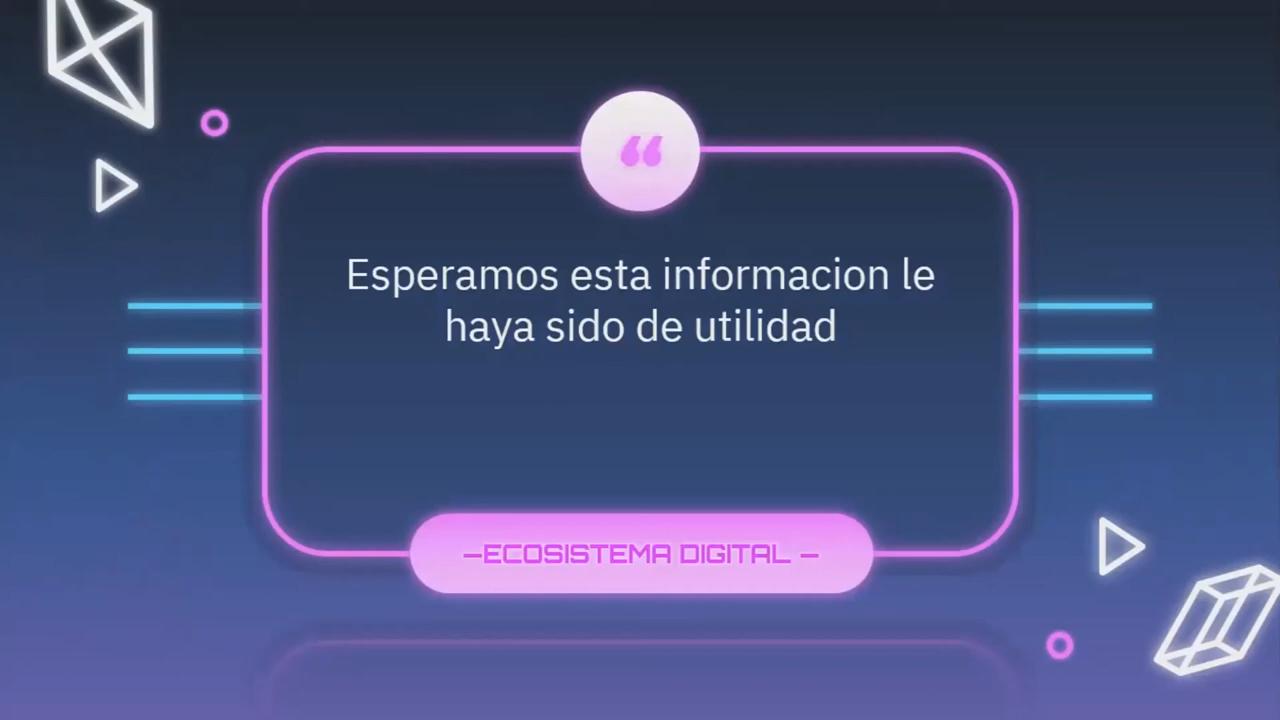 “
Esperamos esta informacion le
haya sido de utilidad
—ECOSISTEMA DIGITAL —